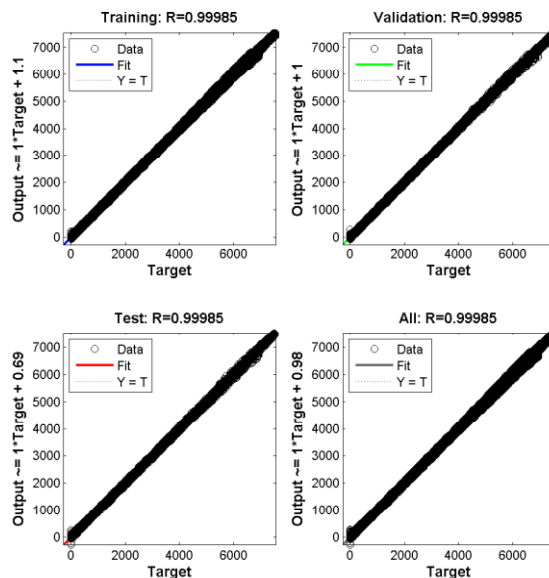 Training: R=0.99985
Output ~= 1*Target + 1.1
7000
6000
5000
4000
3000
2000
1000
0
Data
Fit
Y = T
0 2000 4000 6000
Target
Validation: R=0.99985
Output ~= 1*Target + 1
7000
6000
5000
4000
3000
2000
1000
0
Data
Fit
Y = T
0 2000 4000 6000
Target
Test: R=0.99985
Output ~= 1*Target + 0.69
7000
6000
5000
4000
3000
2000
1000
0
Data
Fit
Y = T
0 2000 4000 6000
Target
All: R=0.99985
Output ~= 1*Target + 0.98
7000
6000
5000
4000
3000
2000
1000
0
Data
Fit
Y = T
0 2000 4000 6000
Target